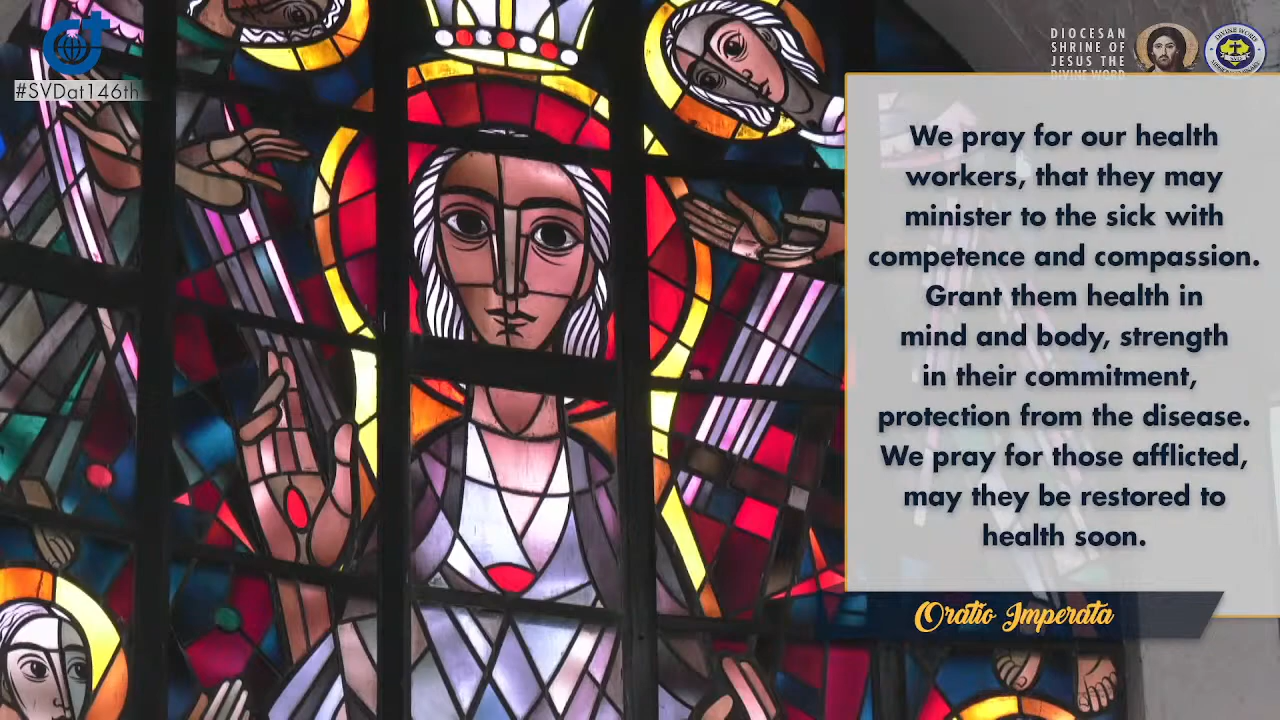 #SVDat146th
DIOCESAN
SHRINE OF
JESUS THE
DIVINE WORD
We pray for our health
workers, that they may
minister to the sick with
competence and compassion.
Grant them health in
mind and body, strength
in their commitment,
protection from the disease.
We pray for those afflicted,
may they be restored to
health soon.
Oratio Imperata